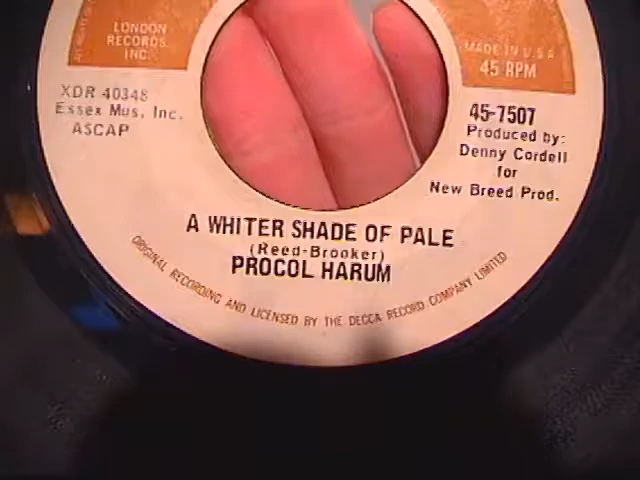 LONDON
RECORDS
INC.
MADE IN U.S.A.
45 RPM
XDR 40348
Essex Mus, Inc.
ASCAP
45-7507
Produced by:
Denny Cordell
for
New Breed Prod.
A WHITER SHADE OF PALE
(Reed-Brooker)
PROCOL HARUM
ORIGINAL RECORDING AND LICENSED BY THE DECCA RECORD COMPANY LIMITED